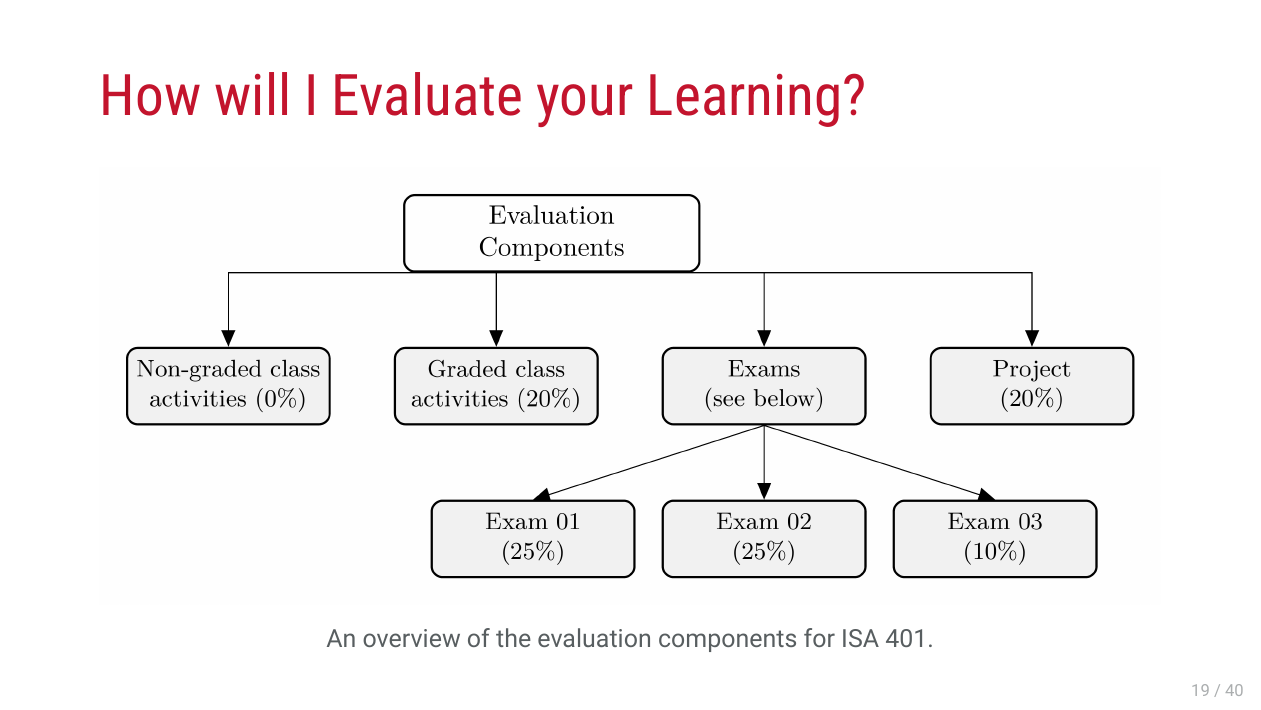 How will I Evaluate your Learning?
Evaluation
Components
Non-graded class
activities (0%)
Graded class
activities (20%)
Exams
(see below)
Project
(20%)
Exam 01
(25%)
Exam 02
(25%)
Exam 03
(10%)
An overview of the evaluation components for ISA 401.
19 / 40